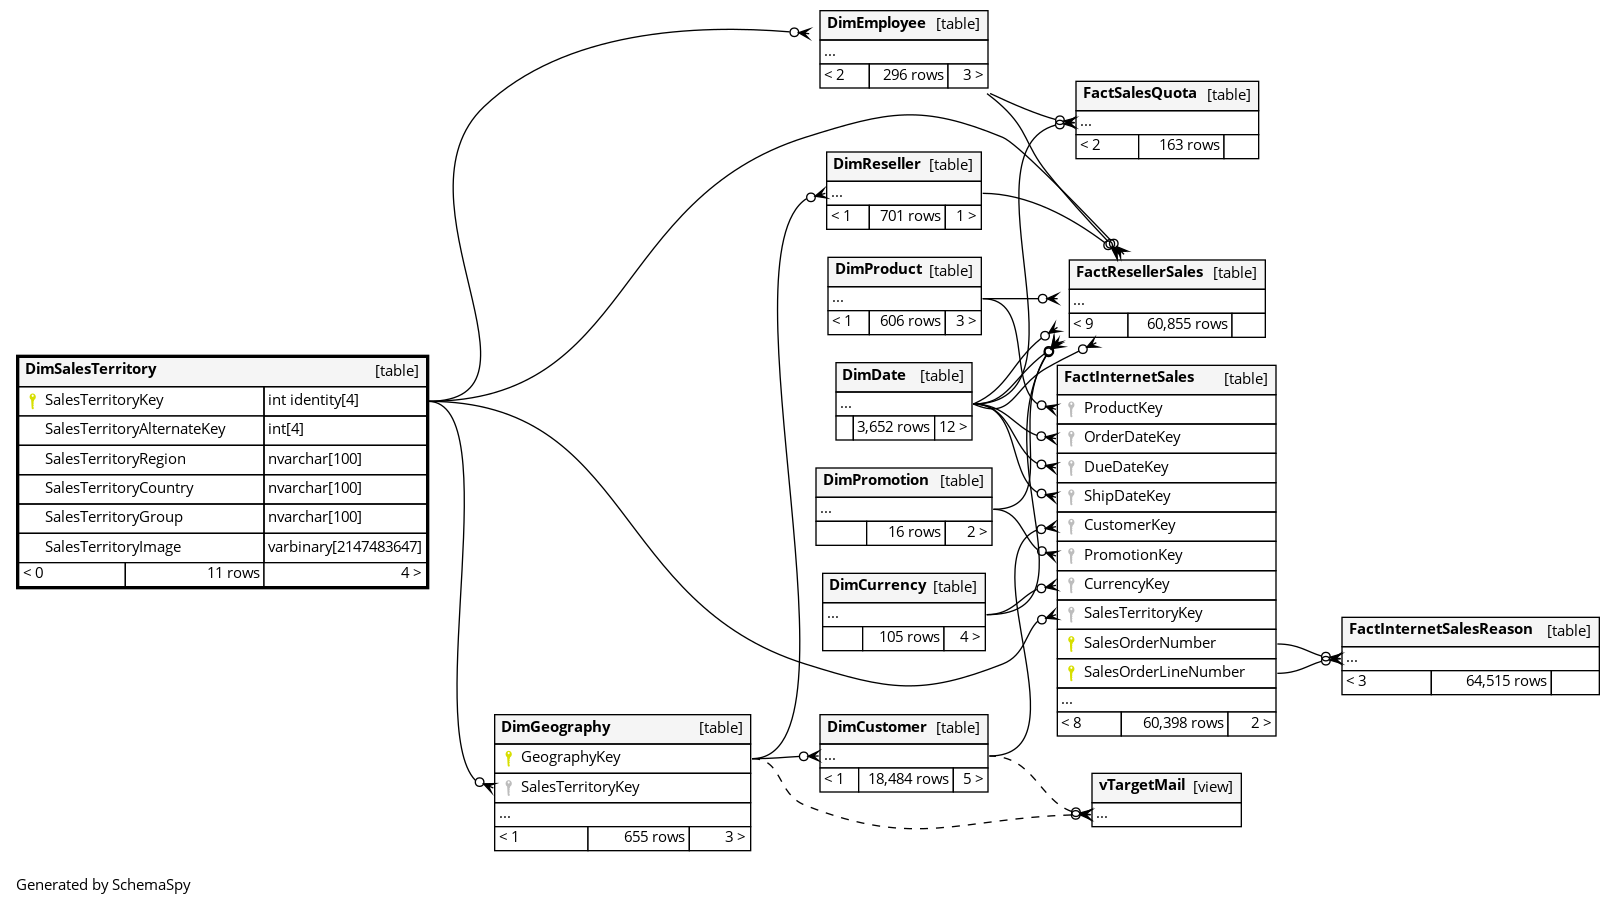 DimEmployee [table]
...
< 2 296 rows 3 >
FactSalesQuota [table]
...
< 2 163 rows
DimReseller [table]
...
< 1 701 rows 1 >
DimProduct [table]
...
< 1 606 rows 3 >
FactResellerSales [table]
...
< 9 60,855 rows
DimSalesTerritory [table]
SalesTerritoryKey int identity[4]
SalesTerritoryAlternateKey int[4]
SalesTerritoryRegion nvarchar[100]
SalesTerritoryCountry nvarchar[100]
SalesTerritoryGroup nvarchar[100]
SalesTerritoryImage varbinary[2147483647]
< 0 11 rows 4 >
DimDate [table]
...
3,652 rows 12 >
DimPromotion [table]
...
16 rows 2 >
DimCurrency [table]
...
105 rows 4 >
FactInternetSales [table]
ProductKey
OrderDateKey
DueDateKey
ShipDateKey
CustomerKey
PromotionKey
CurrencyKey
SalesTerritoryKey
SalesOrderNumber
SalesOrderLineNumber
...
< 8 60,398 rows 2 >
FactInternetSalesReason [table]
...
< 3 64,515 rows
DimGeography [table]
GeographyKey
SalesTerritoryKey
...
< 1 655 rows 3 >
DimCustomer [table]
...
< 1 18,484 rows 5 >
vTargetMail [view]
...
Generated by SchemaSpy